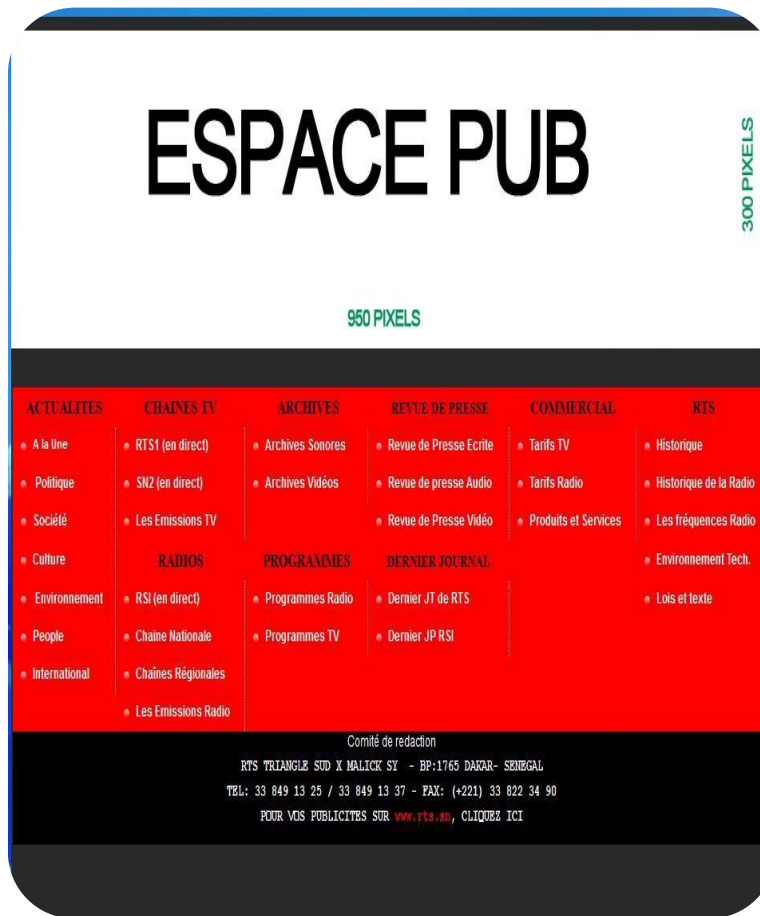 ESPACE PUB
300 PIXELS
950 PIXELS
ACTUALITES
A la Une
Politique
Société
Culture
Environnement
People
International
CHAINES TV
RTS1 (en direct)
SN2 (en direct)
Les Emissions TV
RADIOS
RSI (en direct)
Chaine Nationale
Chaînes Régionales
Les Emissions Radio
ARCHIVES
Archives Sonores
Archives Vidéos
PROGRAMMES
Programmes Radio
Programmes TV
REVUE DE PRESSE
Revue de Presse Ecrite
Revue de presse Audio
Revue de Presse Vidéo
DERNIER JOURNAL
Dernier JT de RTS
Dernier JP RSI
COMMERCIAL
Tarifs TV
Tarifs Radio
Produits et Services
RTS
Historique
Historique de la Radio
Les fréquences Radio
Environnement Tech.
Lois et texte
Comité de redaction
RTS TRIANGLE SUD X MALICK SY - BP:1765 DAKAR- SENEGAL
TEL: 33 849 13 25 / 33 849 13 37 - FAX: (+221) 33 822 34 90
POUR VOS PUBLICITES SUR www.rts.sn, CLIQUEZ ICI